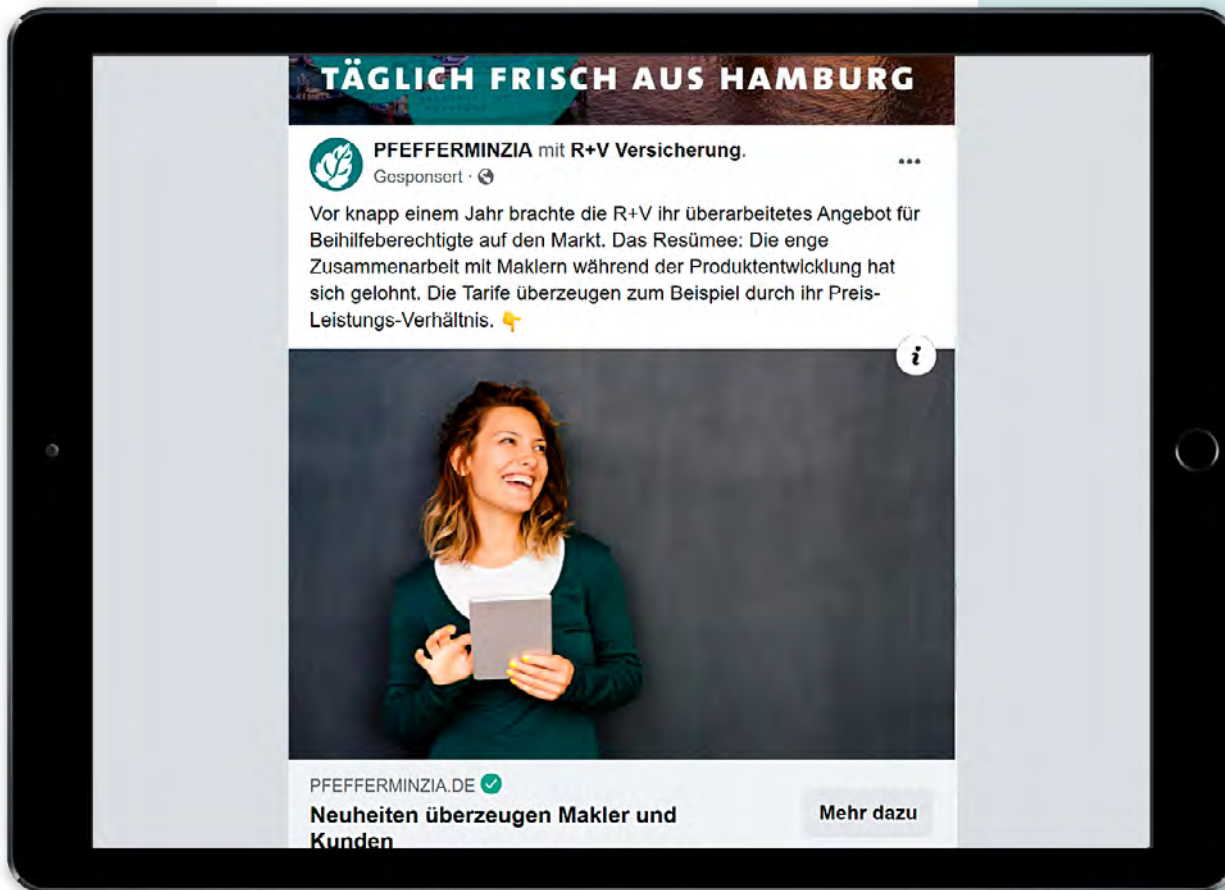 TÄGLICH FRISCH AUS HAMBURG
PFEFFERMINZIA mit R+V Versicherung.
Gesponsert ·
Vor knapp einem Jahr brachte die R+V ihr überarbeitetes Angebot für
Beihilfeberechtigte auf den Markt. Das Resümee: Die enge
Zusammenarbeit mit Maklern während der Produktentwicklung hat
sich gelohnt. Die Tarife überzeugen zum Beispiel durch ihr Preis-
Leistungs-Verhältnis. 👇
i
PFEFFERMINZIA.DE
Neuheiten überzeugen Makler und
Kunden
Mehr dazu